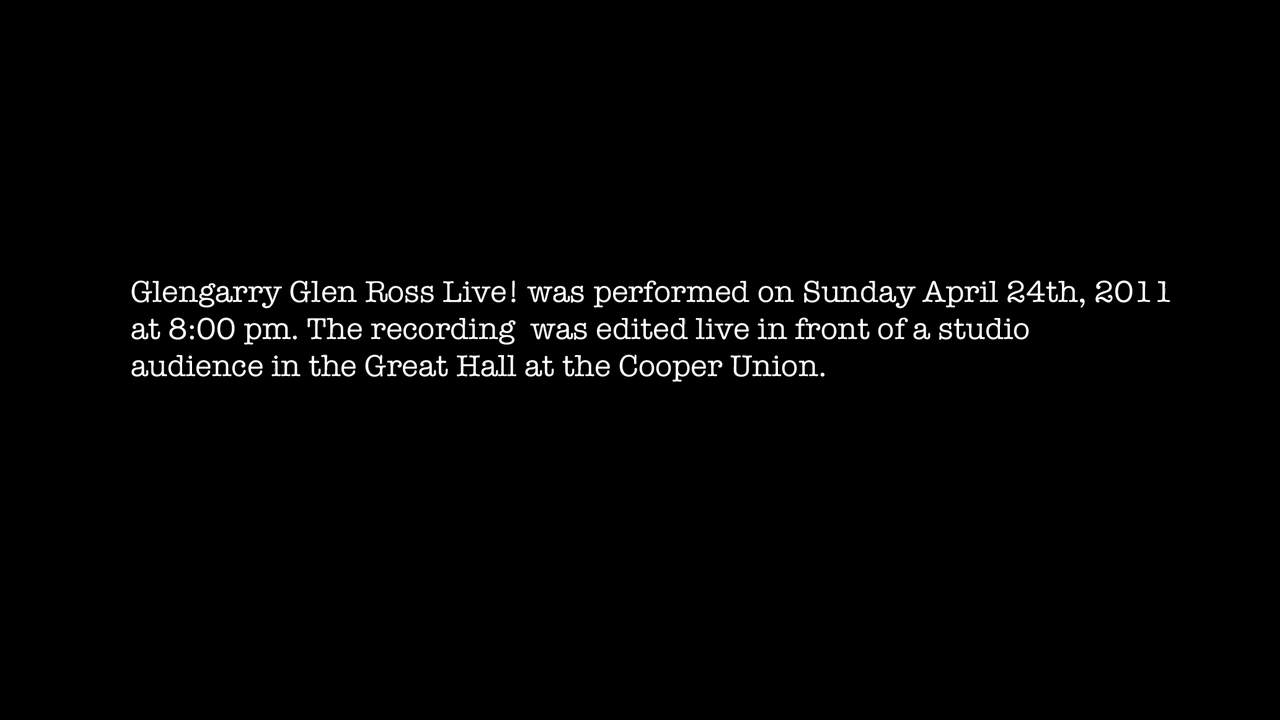 Glengarry Glen Ross Live! was performed on Sunday April 24th, 2011
at 8:00 pm. The recording  was edited live in front of a studio
audience in the Great Hall at the Cooper Union.